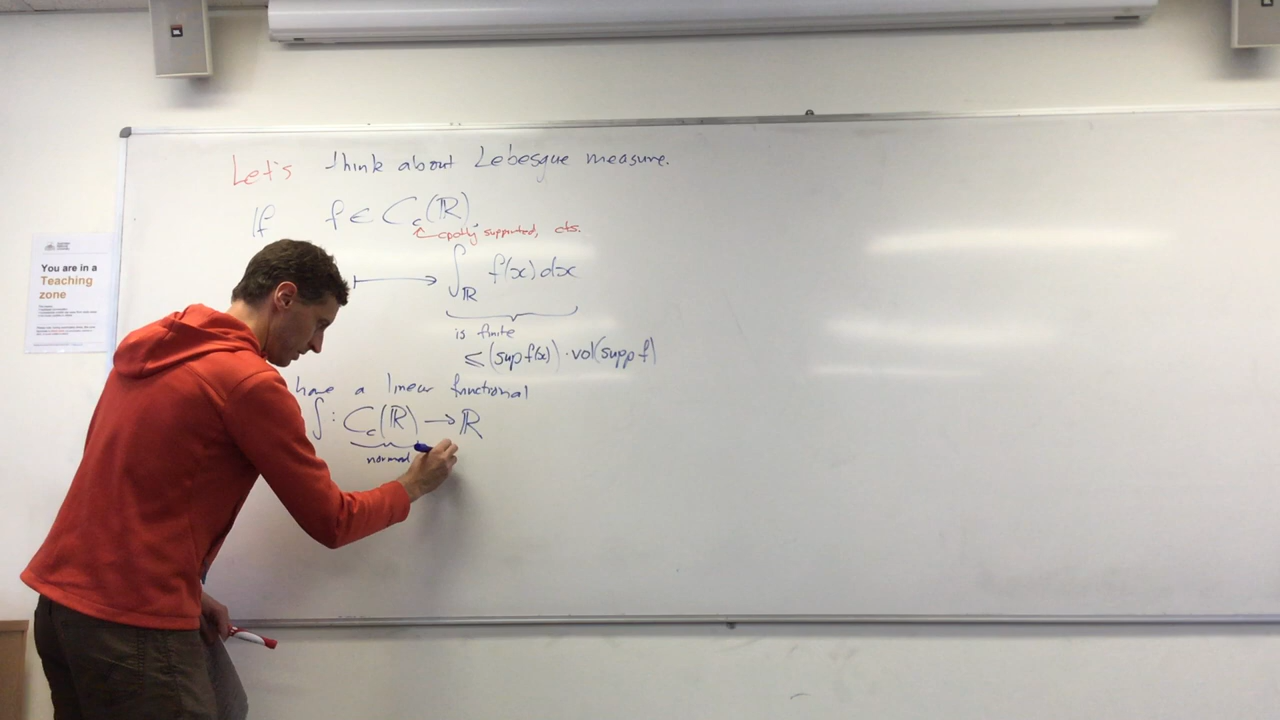 Let's think about Lebesgue measure.
If f ∈ C_c(ℝ)
cpctly supported, cts.
⟼ ∫_ℝ f(x) dx
is finite
≤ (sup f(x)) · vol(supp f)
have a linear functional
∫ : C_c(ℝ) → ℝ
normed
You are in a
Teaching
zone